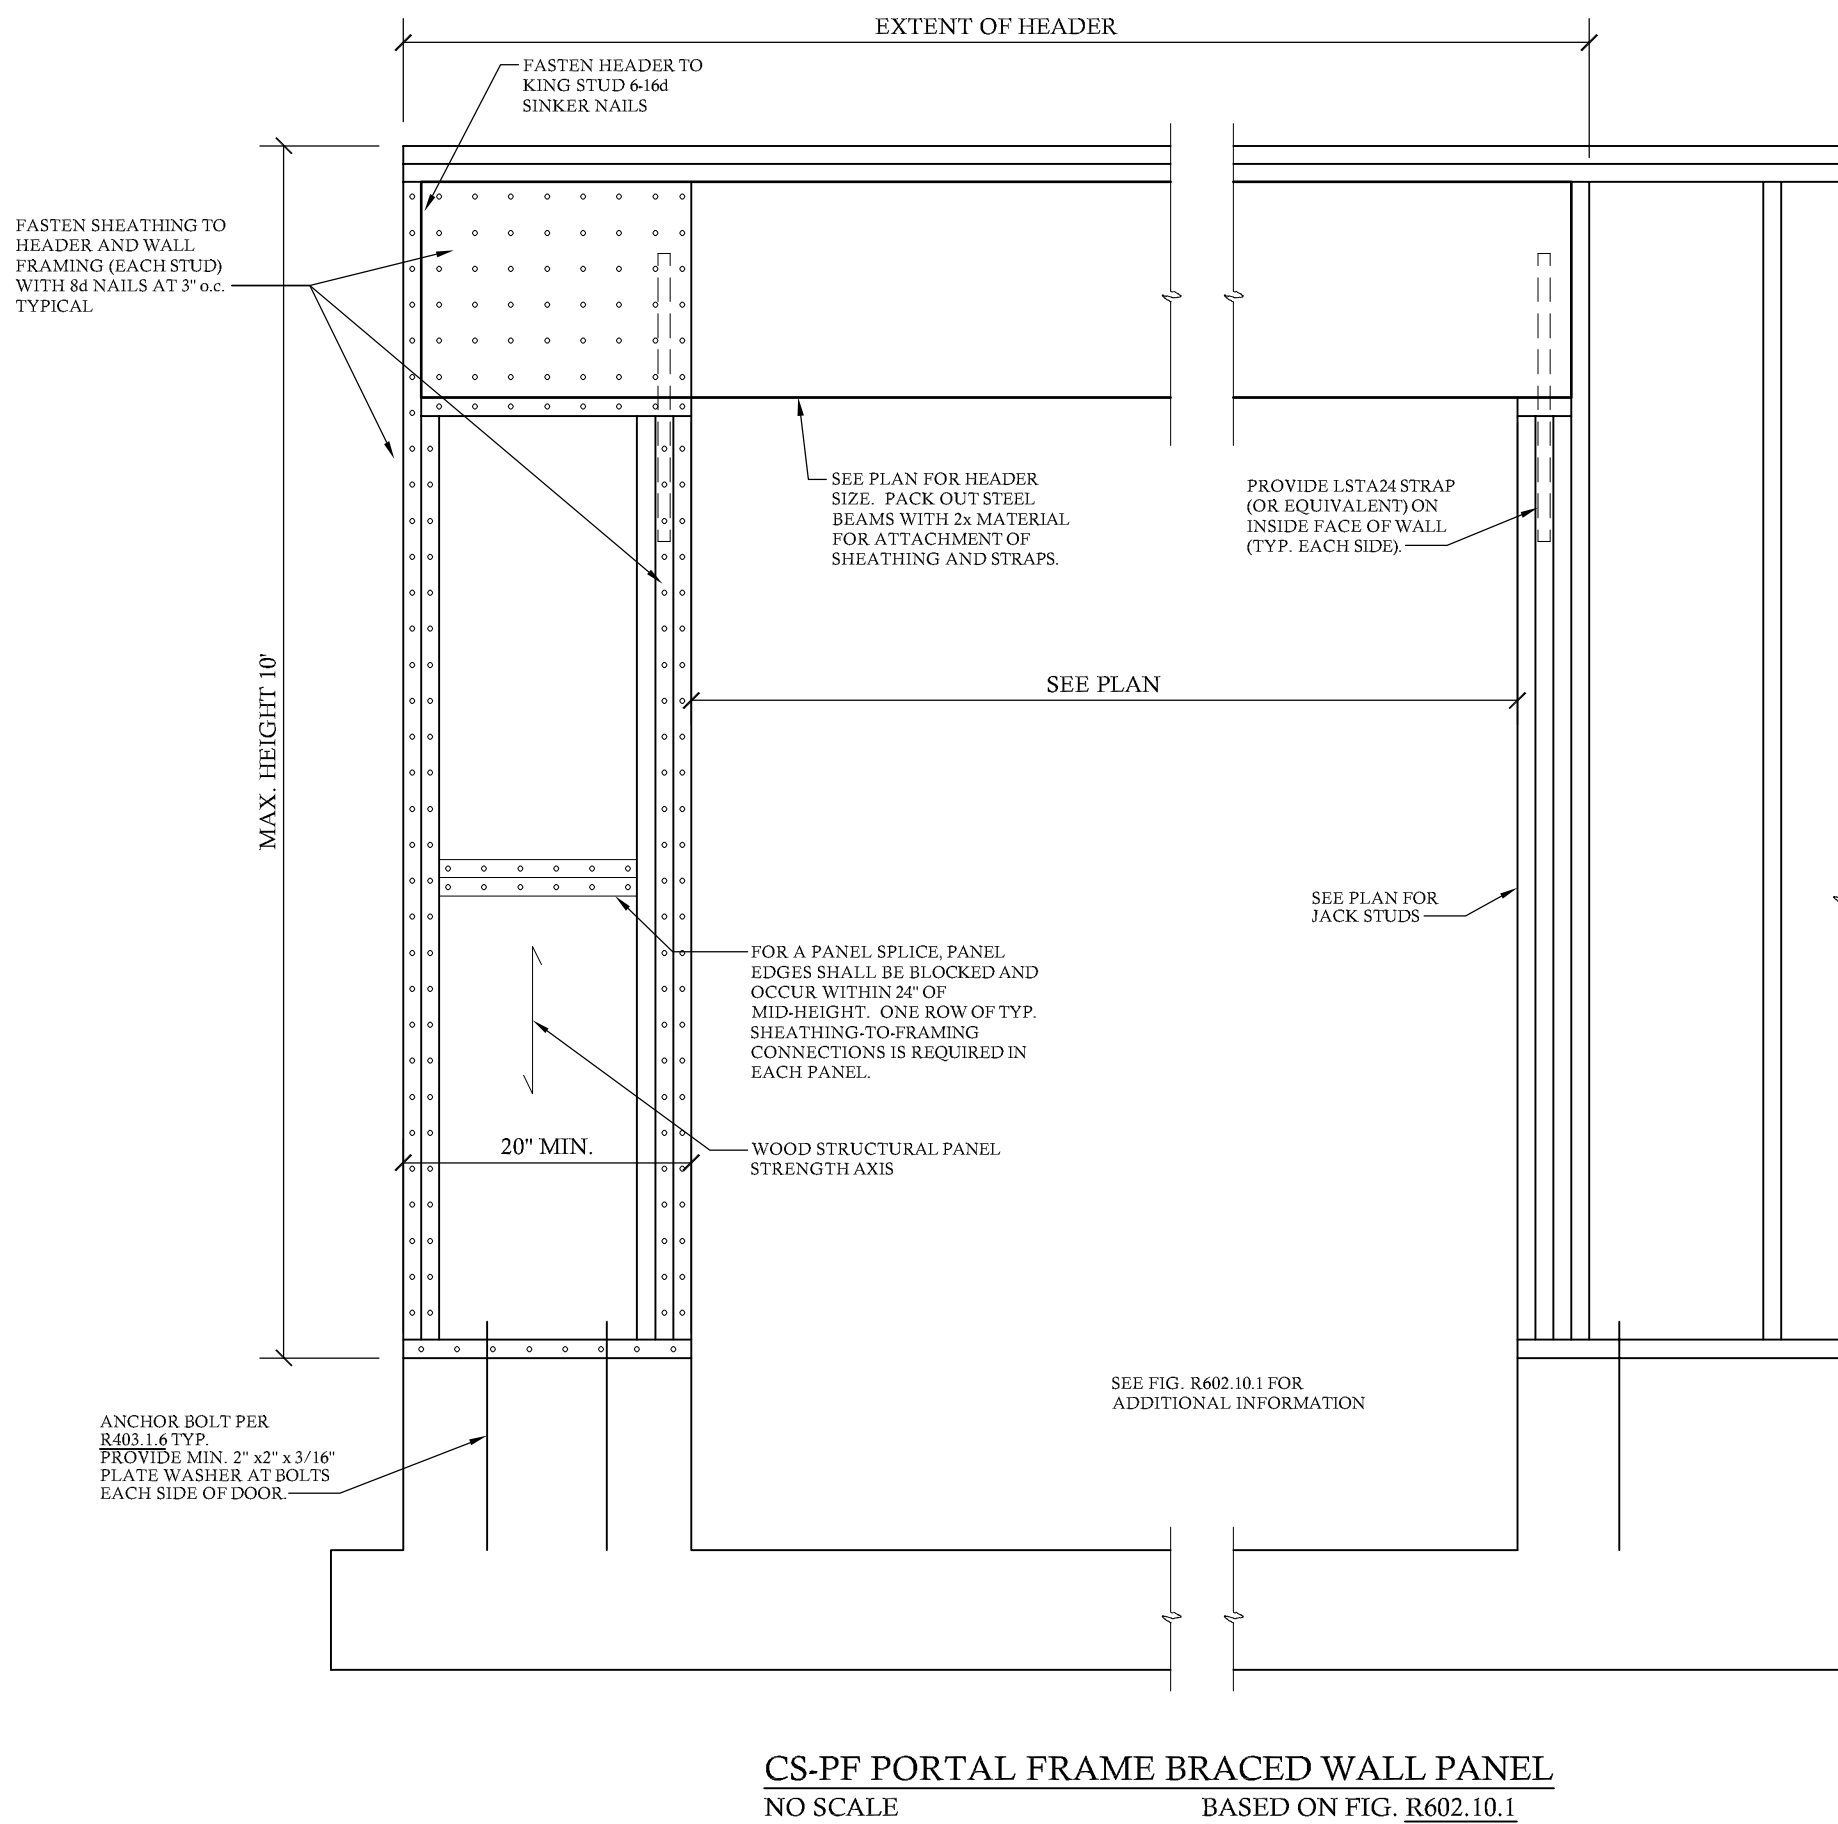 EXTENT OF HEADER
FASTEN HEADER TO
KING STUD 6-16d
SINKER NAILS
FASTEN SHEATHING TO
HEADER AND WALL
FRAMING (EACH STUD)
WITH 8d NAILS AT 3" o.c.
TYPICAL
SEE PLAN FOR HEADER
SIZE. PACK OUT STEEL
BEAMS WITH 2x MATERIAL
FOR ATTACHMENT OF
SHEATHING AND STRAPS.
PROVIDE LSTA24 STRAP
(OR EQUIVALENT) ON
INSIDE FACE OF WALL
(TYP. EACH SIDE).
MAX. HEIGHT 10'
SEE PLAN
SEE PLAN FOR
JACK STUDS
FOR A PANEL SPLICE, PANEL
EDGES SHALL BE BLOCKED AND
OCCUR WITHIN 24" OF
MID-HEIGHT. ONE ROW OF TYP.
SHEATHING-TO-FRAMING
CONNECTIONS IS REQUIRED IN
EACH PANEL.
20" MIN.
WOOD STRUCTURAL PANEL
STRENGTH AXIS
SEE FIG. R602.10.1 FOR
ADDITIONAL INFORMATION
ANCHOR BOLT PER
R403.1.6 TYP.
PROVIDE MIN. 2" x2" x 3/16"
PLATE WASHER AT BOLTS
EACH SIDE OF DOOR.
CS-PF PORTAL FRAME BRACED WALL PANEL
NO SCALE
BASED ON FIG. R602.10.1